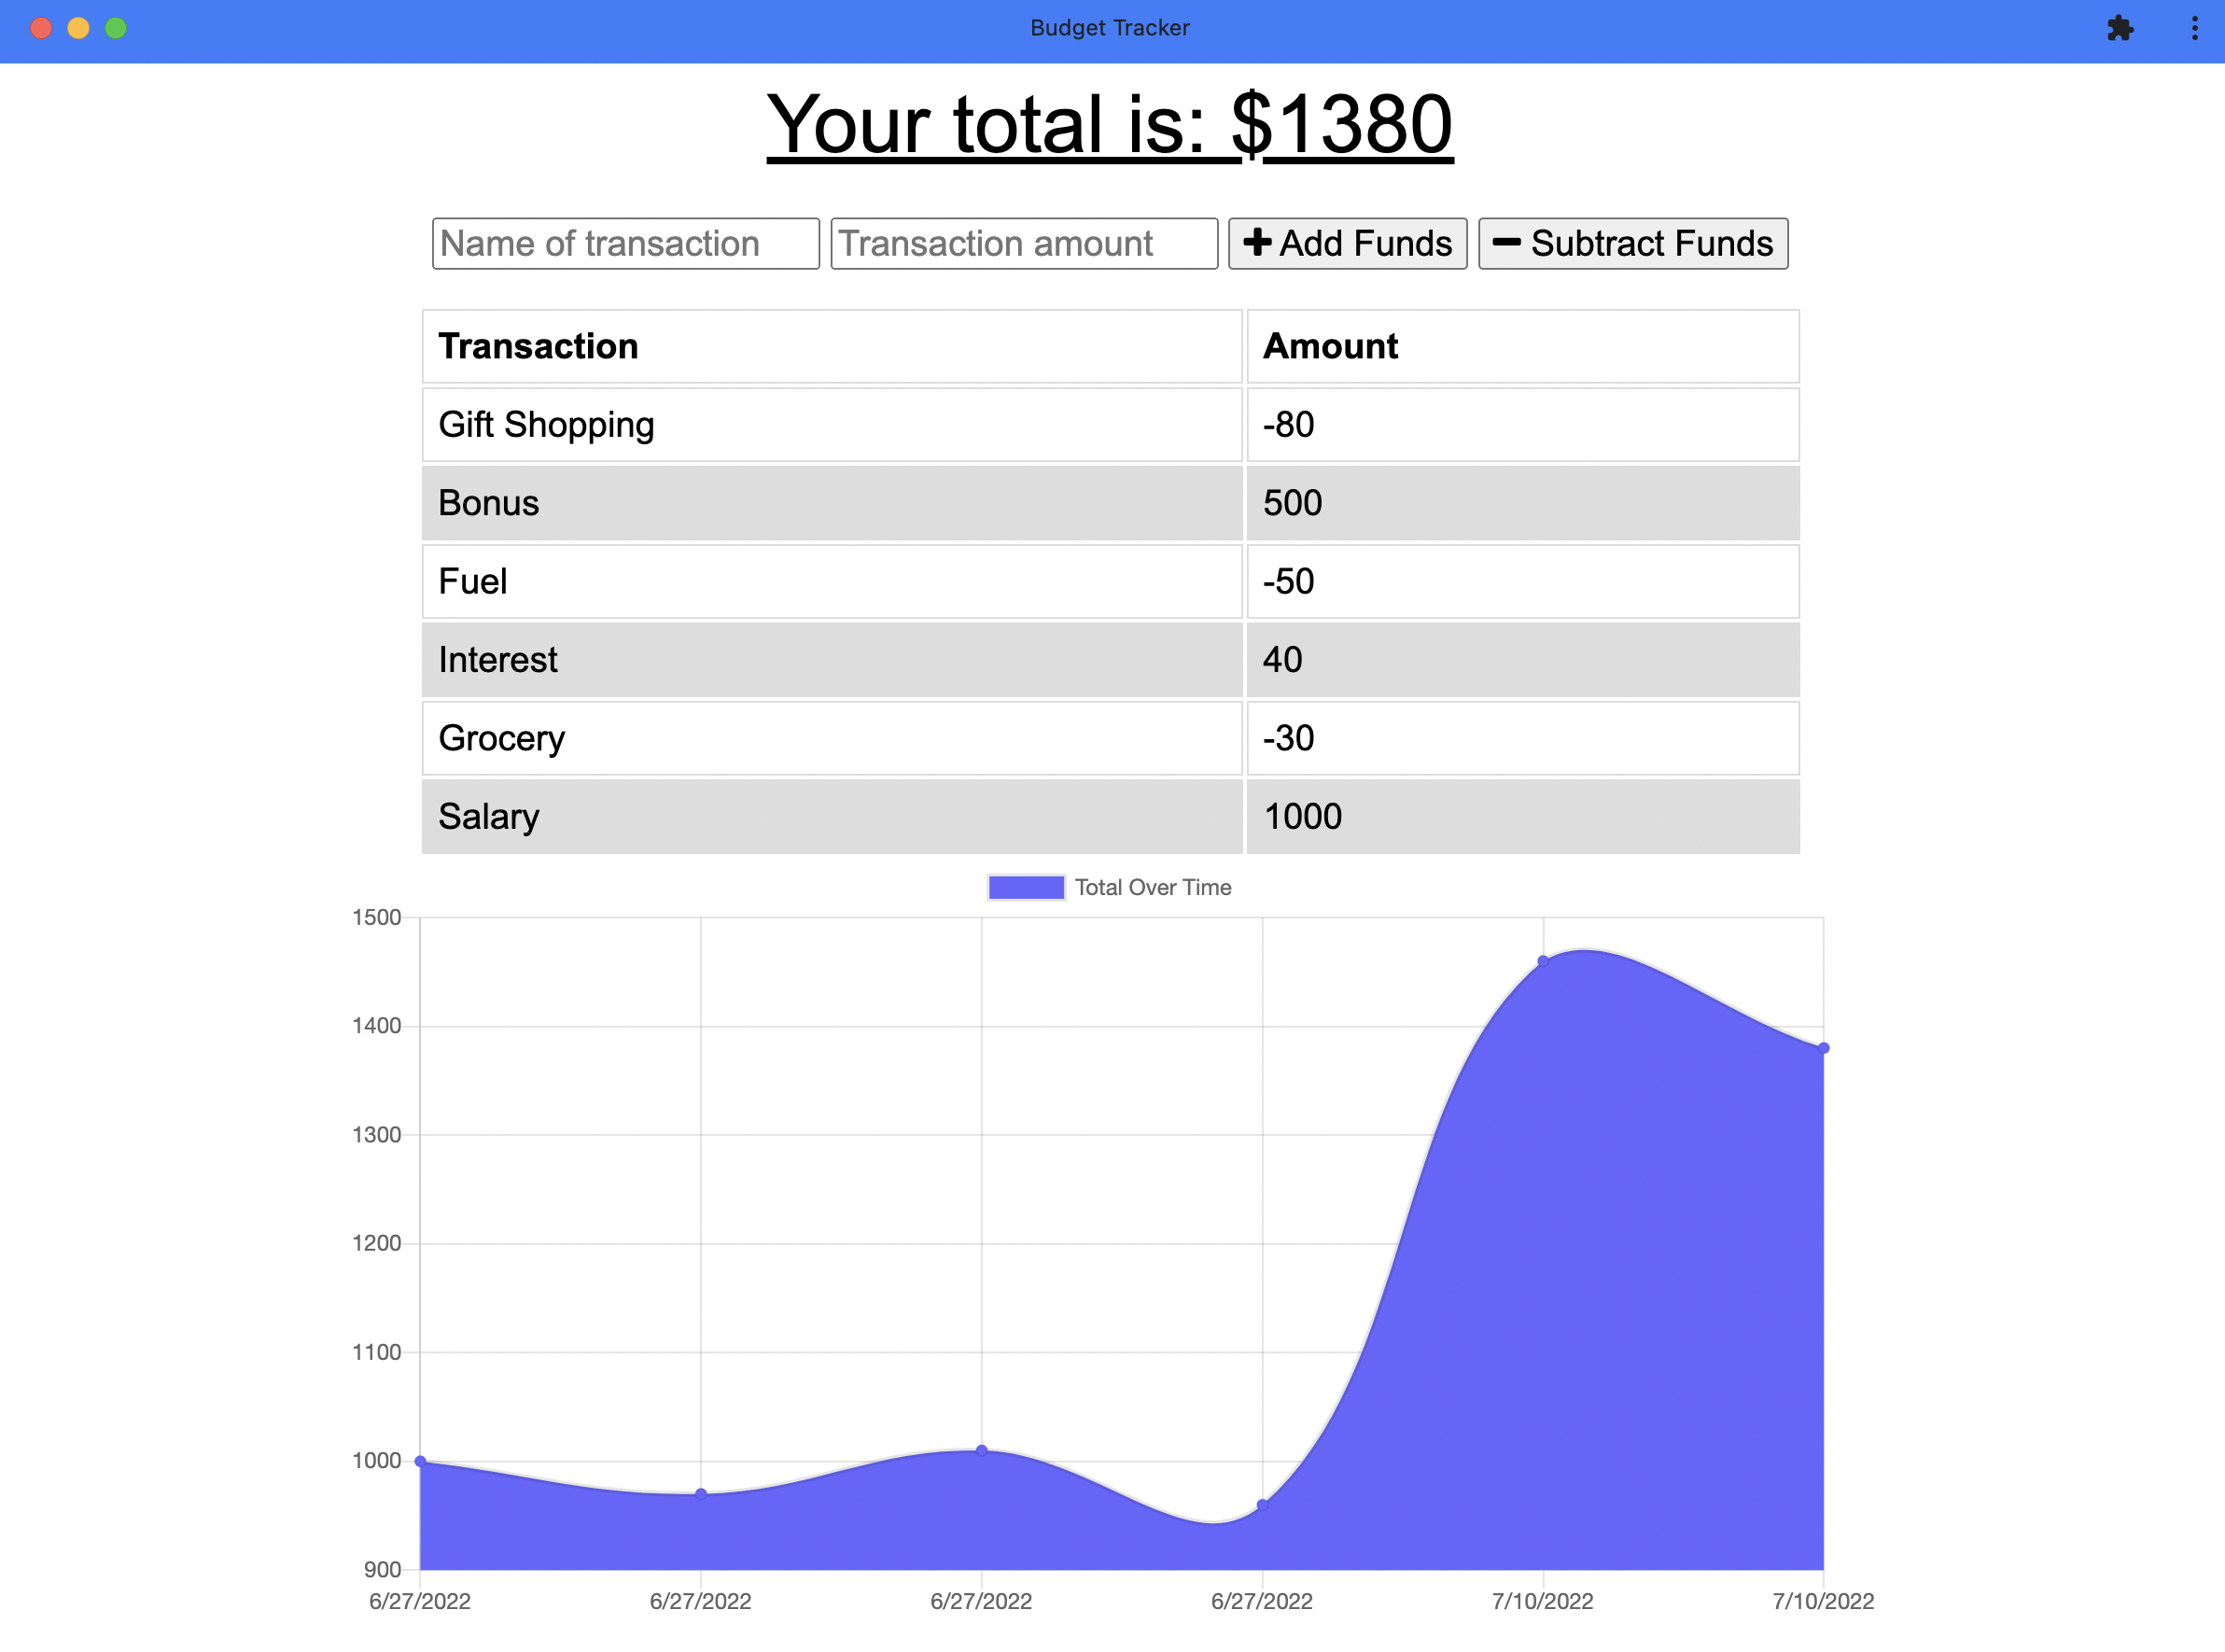 Budget Tracker
Your total is: $1380
Name of transaction Transaction amount Add Funds Subtract Funds
Transaction Amount
Gift Shopping -80
Bonus 500
Fuel -50
Interest 40
Grocery -30
Salary 1000
Total Over Time
1500
1400
1300
1200
1100
1000
900
6/27/2022 6/27/2022 6/27/2022 6/27/2022 7/10/2022 7/10/2022